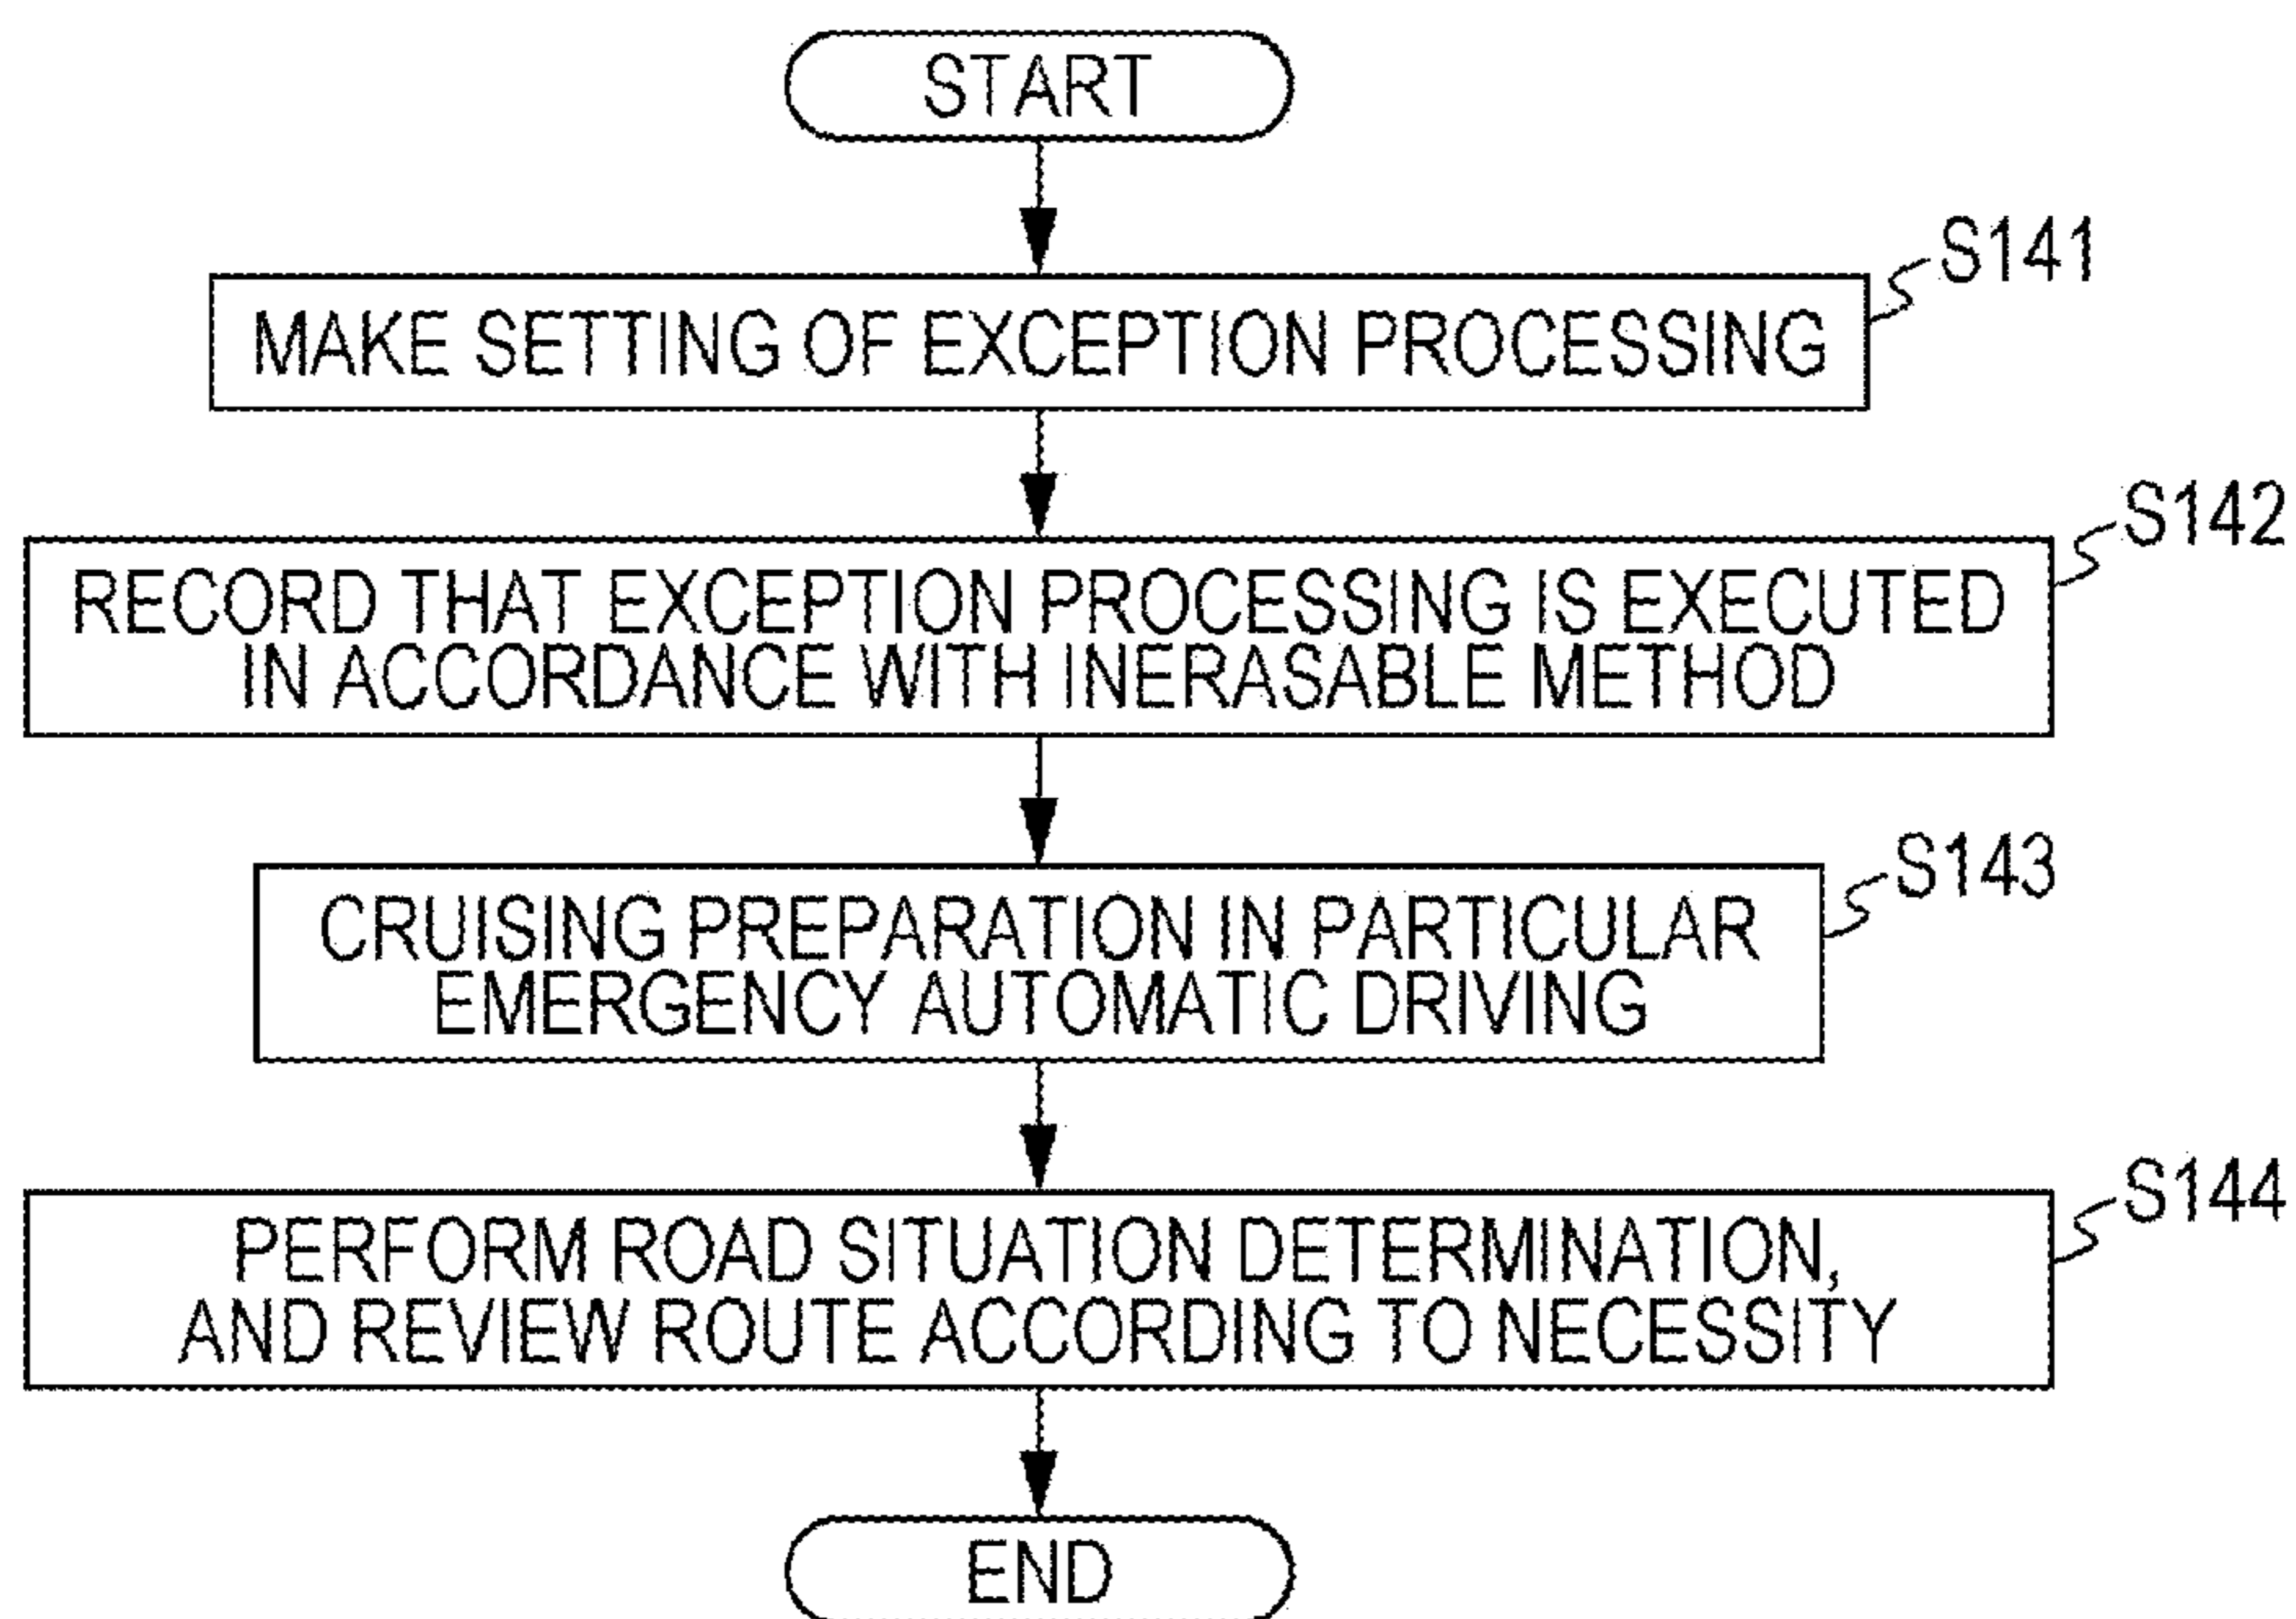 START
S141
MAKE SETTING OF EXCEPTION PROCESSING
S142
RECORD THAT EXCEPTION PROCESSING IS EXECUTED
IN ACCORDANCE WITH INERASABLE METHOD
S143
CRUISING PREPARATION IN PARTICULAR
EMERGENCY AUTOMATIC DRIVING
S144
PERFORM ROAD SITUATION DETERMINATION,
AND REVIEW ROUTE ACCORDING TO NECESSITY
END